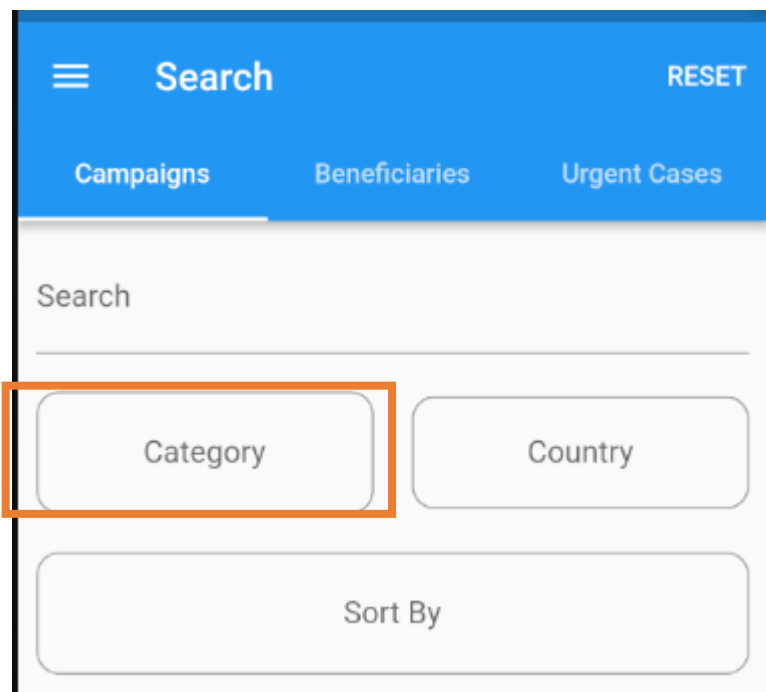 Search RESET
Campaigns Beneficiaries Urgent Cases
Search
Category Country
Sort By